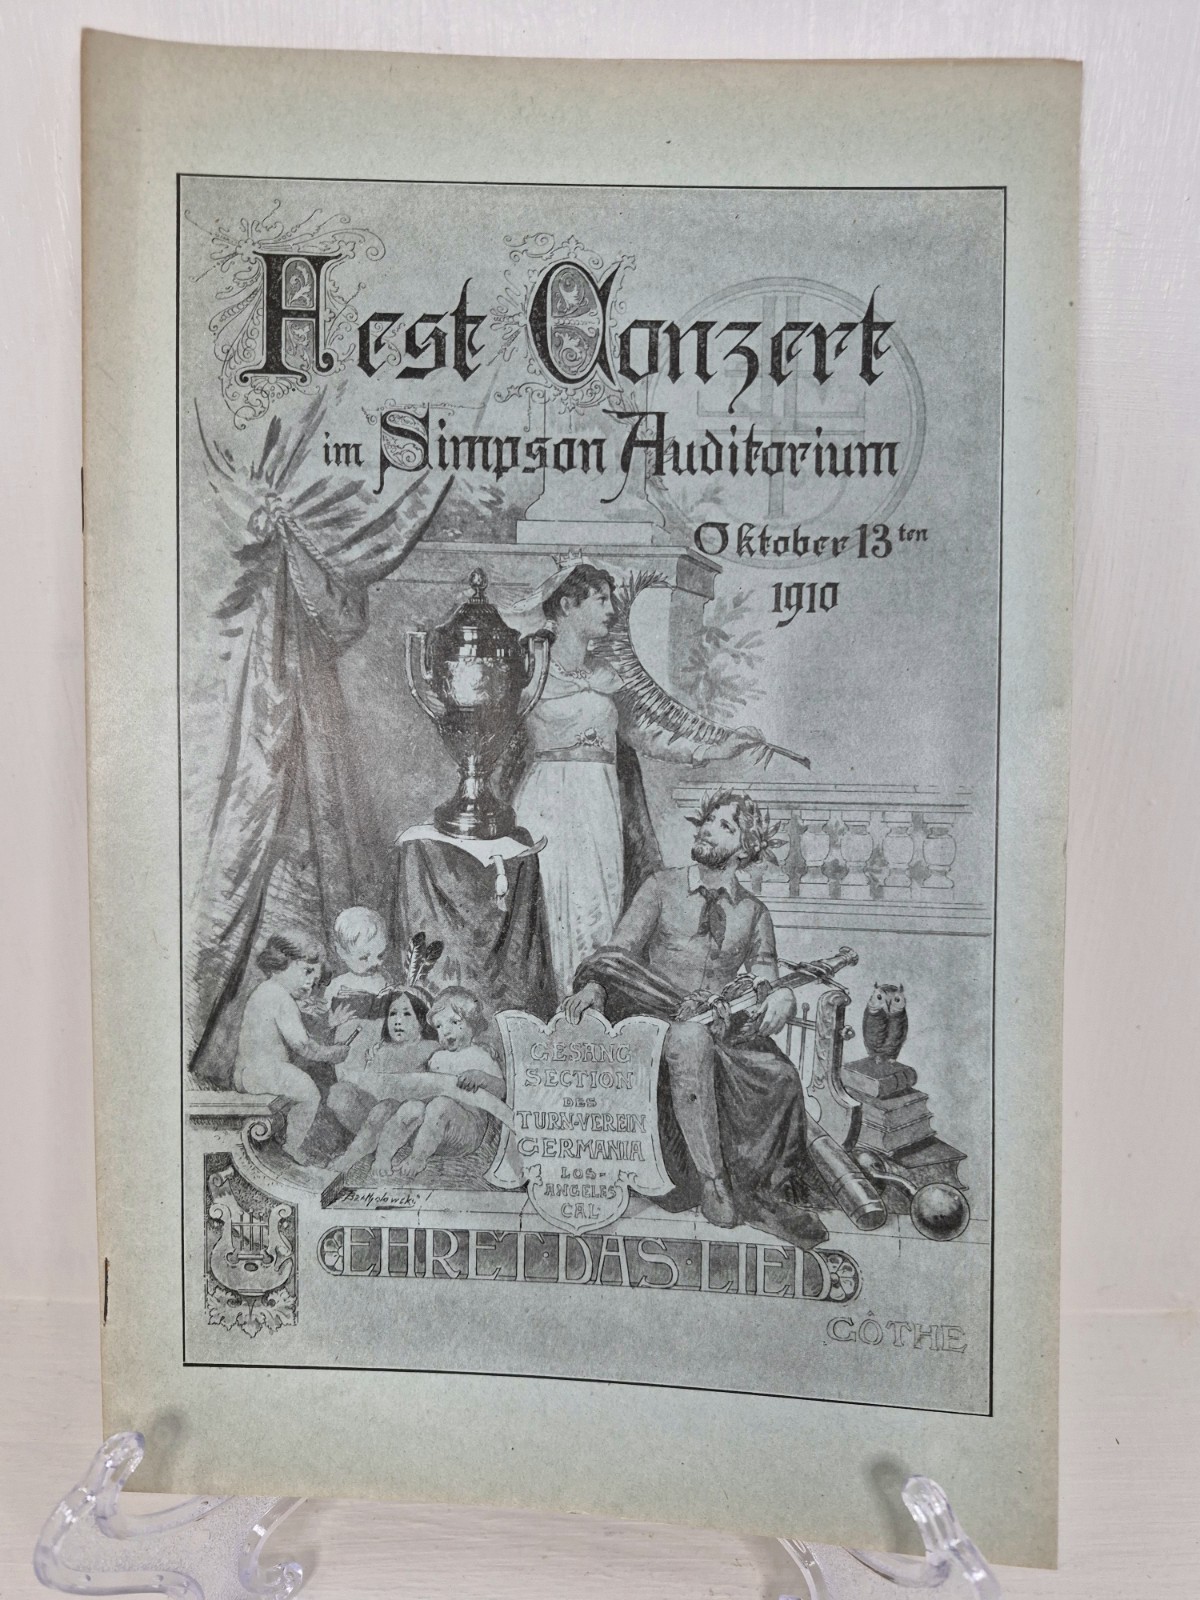 Fest Conzert
im Simpson Auditorium
Oktober 13ten
1910
GESANG
SECTION
DES
TURN-VEREIN
GERMANIA
LOS-
ANGELES
CAL.
EHRET·DAS·LIED
GÖTHE